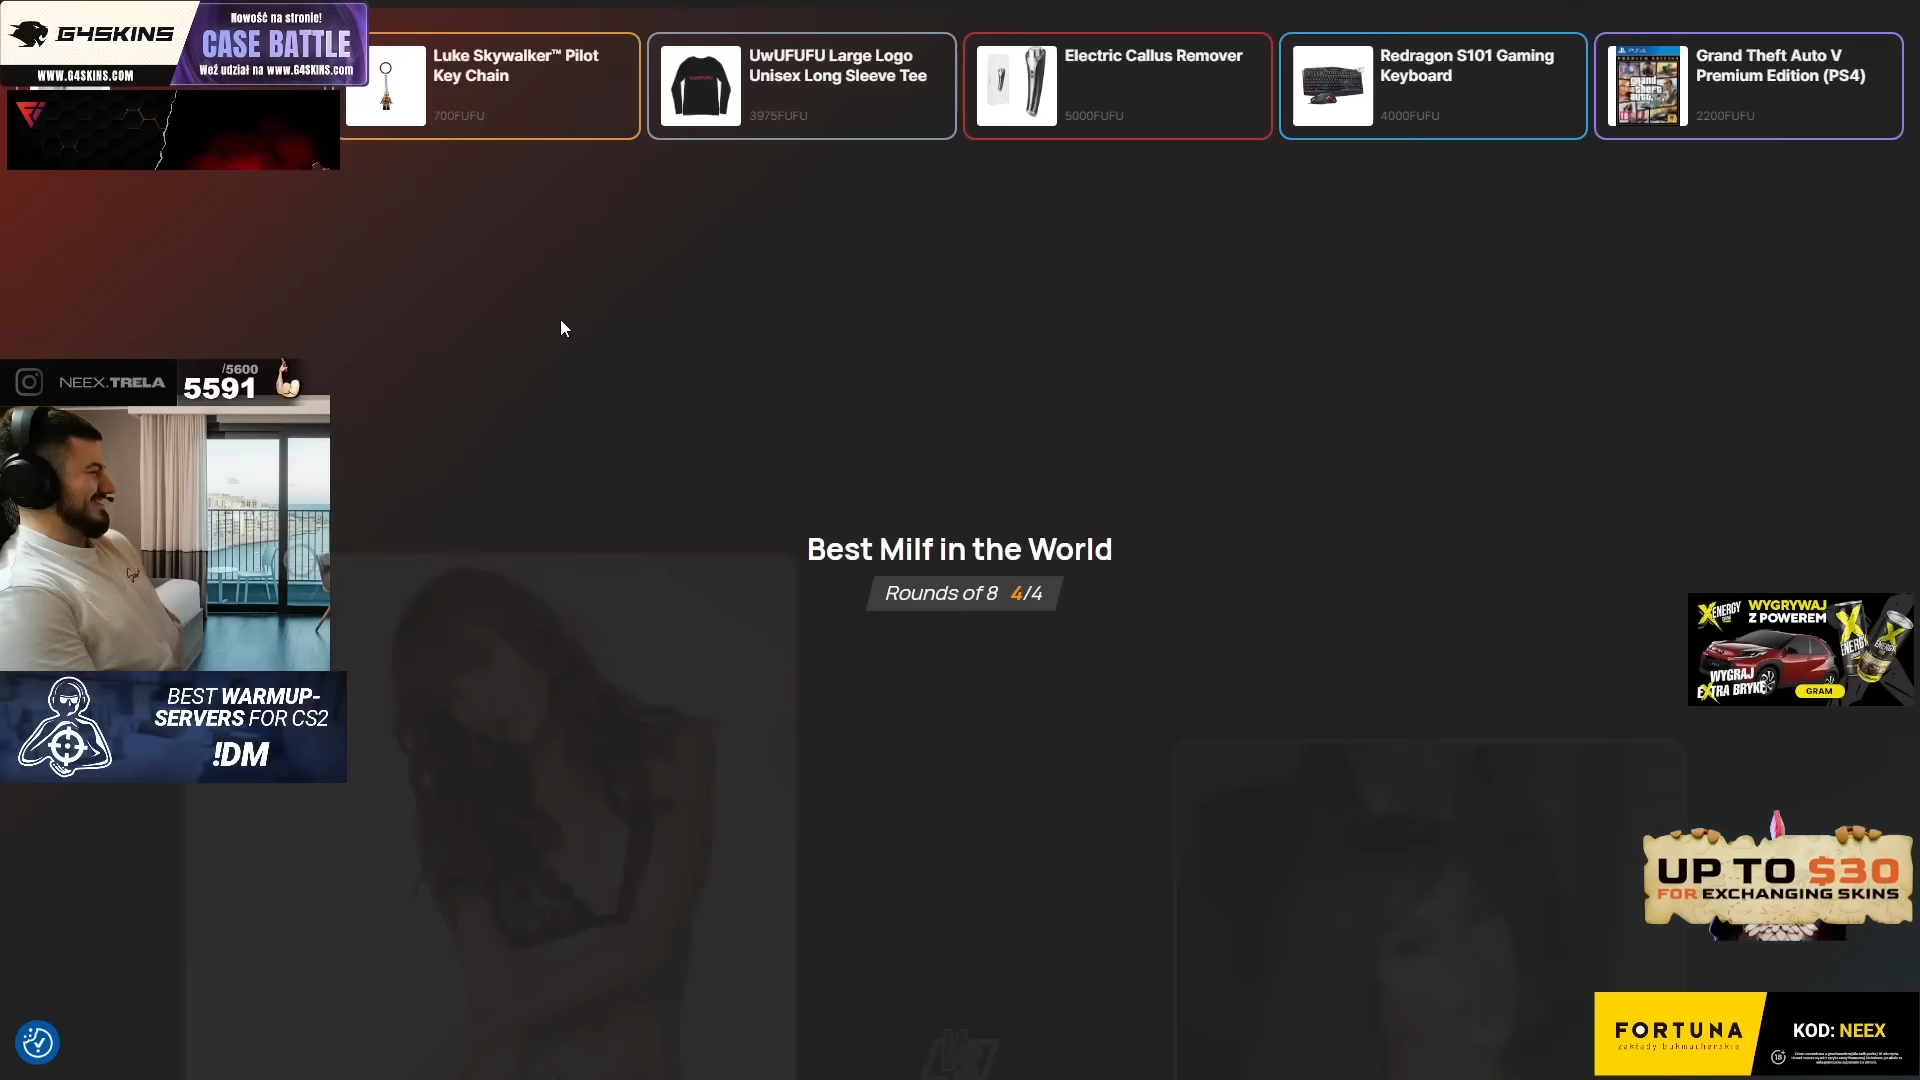 G4SKINS
WWW.G4SKINS.COM
Nowość na stronie!
CASE BATTLE
Weź udział na www.G4SKINS.com
Luke Skywalker™ Pilot
Key Chain
700FUFU
UwUFUFU Large Logo
Unisex Long Sleeve Tee
3975FUFU
Electric Callus Remover
5000FUFU
Redragon S101 Gaming
Keyboard
4000FUFU
Grand Theft Auto V
Premium Edition (PS4)
2200FUFU
NEEX.TRELA
/5600
5591
BEST WARMUP-
SERVERS FOR CS2
!DM
Best Milf in the World
Rounds of 8 4/4
VS
X ENERGY
WYGRYWAJ
Z POWEREM
WYGRAJ
EXTRA BRYKĘ
GRAM
UP TO $30
FOR EXCHANGING SKINS
FORTUNA
zakłady bukmacherskie
KOD: NEEX